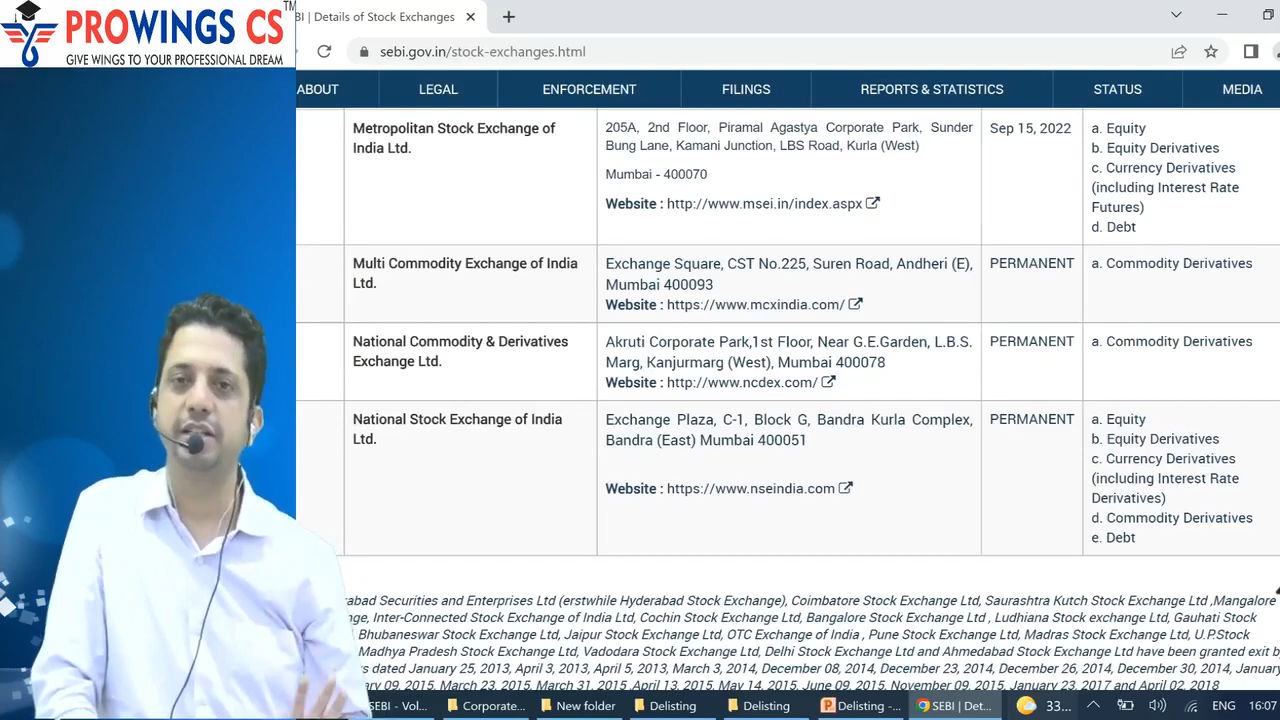 PROWINGS CS™
GIVE WINGS TO YOUR PROFESSIONAL DREAM
BI | Details of Stock Exchanges
sebi.gov.in/stock-exchanges.html
ABOUT LEGAL ENFORCEMENT FILINGS REPORTS & STATISTICS STATUS MEDIA
Metropolitan Stock Exchange of
India Ltd.
205A, 2nd Floor, Piramal Agastya Corporate Park, Sunder
Bung Lane, Kamani Junction, LBS Road, Kurla (West)
Mumbai - 400070
Website : http://www.msei.in/index.aspx
Sep 15, 2022
a. Equity
b. Equity Derivatives
c. Currency Derivatives
(including Interest Rate
Futures)
d. Debt
Multi Commodity Exchange of India
Ltd.
Exchange Square, CST No.225, Suren Road, Andheri (E),
Mumbai 400093
Website : https://www.mcxindia.com/
PERMANENT
a. Commodity Derivatives
National Commodity & Derivatives
Exchange Ltd.
Akruti Corporate Park,1st Floor, Near G.E.Garden, L.B.S.
Marg, Kanjurmarg (West), Mumbai 400078
Website : http://www.ncdex.com/
PERMANENT
a. Commodity Derivatives
National Stock Exchange of India
Ltd.
Exchange Plaza, C-1, Block G, Bandra Kurla Complex,
Bandra (East) Mumbai 400051
Website : https://www.nseindia.com
PERMANENT
a. Equity
b. Equity Derivatives
c. Currency Derivatives
(including Interest Rate
Derivatives)
d. Commodity Derivatives
e. Debt
abad Securities and Enterprises Ltd (erstwhile Hyderabad Stock Exchange), Coimbatore Stock Exchange Ltd, Saurashtra Kutch Stock Exchange Ltd ,Mangalore
nge, Inter-Connected Stock Exchange of India Ltd, Cochin Stock Exchange Ltd, Bangalore Stock Exchange Ltd , Ludhiana Stock exchange Ltd, Gauhati Stock
Bhubaneswar Stock Exchange Ltd, Jaipur Stock Exchange Ltd, OTC Exchange of India , Pune Stock Exchange Ltd, Madras Stock Exchange Ltd, U.P.Stock
Madhya Pradesh Stock Exchange Ltd, Vadodara Stock Exchange Ltd, Delhi Stock Exchange Ltd and Ahmedabad Stock Exchange Ltd have been granted exit by
s dated January 25, 2013, April 3, 2013, April 5, 2013, March 3, 2014, December 08, 2014, December 23, 2014, December 26, 2014, December 30, 2014, Januar
ry 09, 2015, March 23, 2015, March 31, 2015, April 13, 2015, May 14, 2015, June 09, 2015, November 09, 2015, January 23, 2017 and April 02, 2018
SEBI - Vol... Corporate... New folder Delisting Delisting Delisting -... SEBI | Det... 33... ENG 16:07